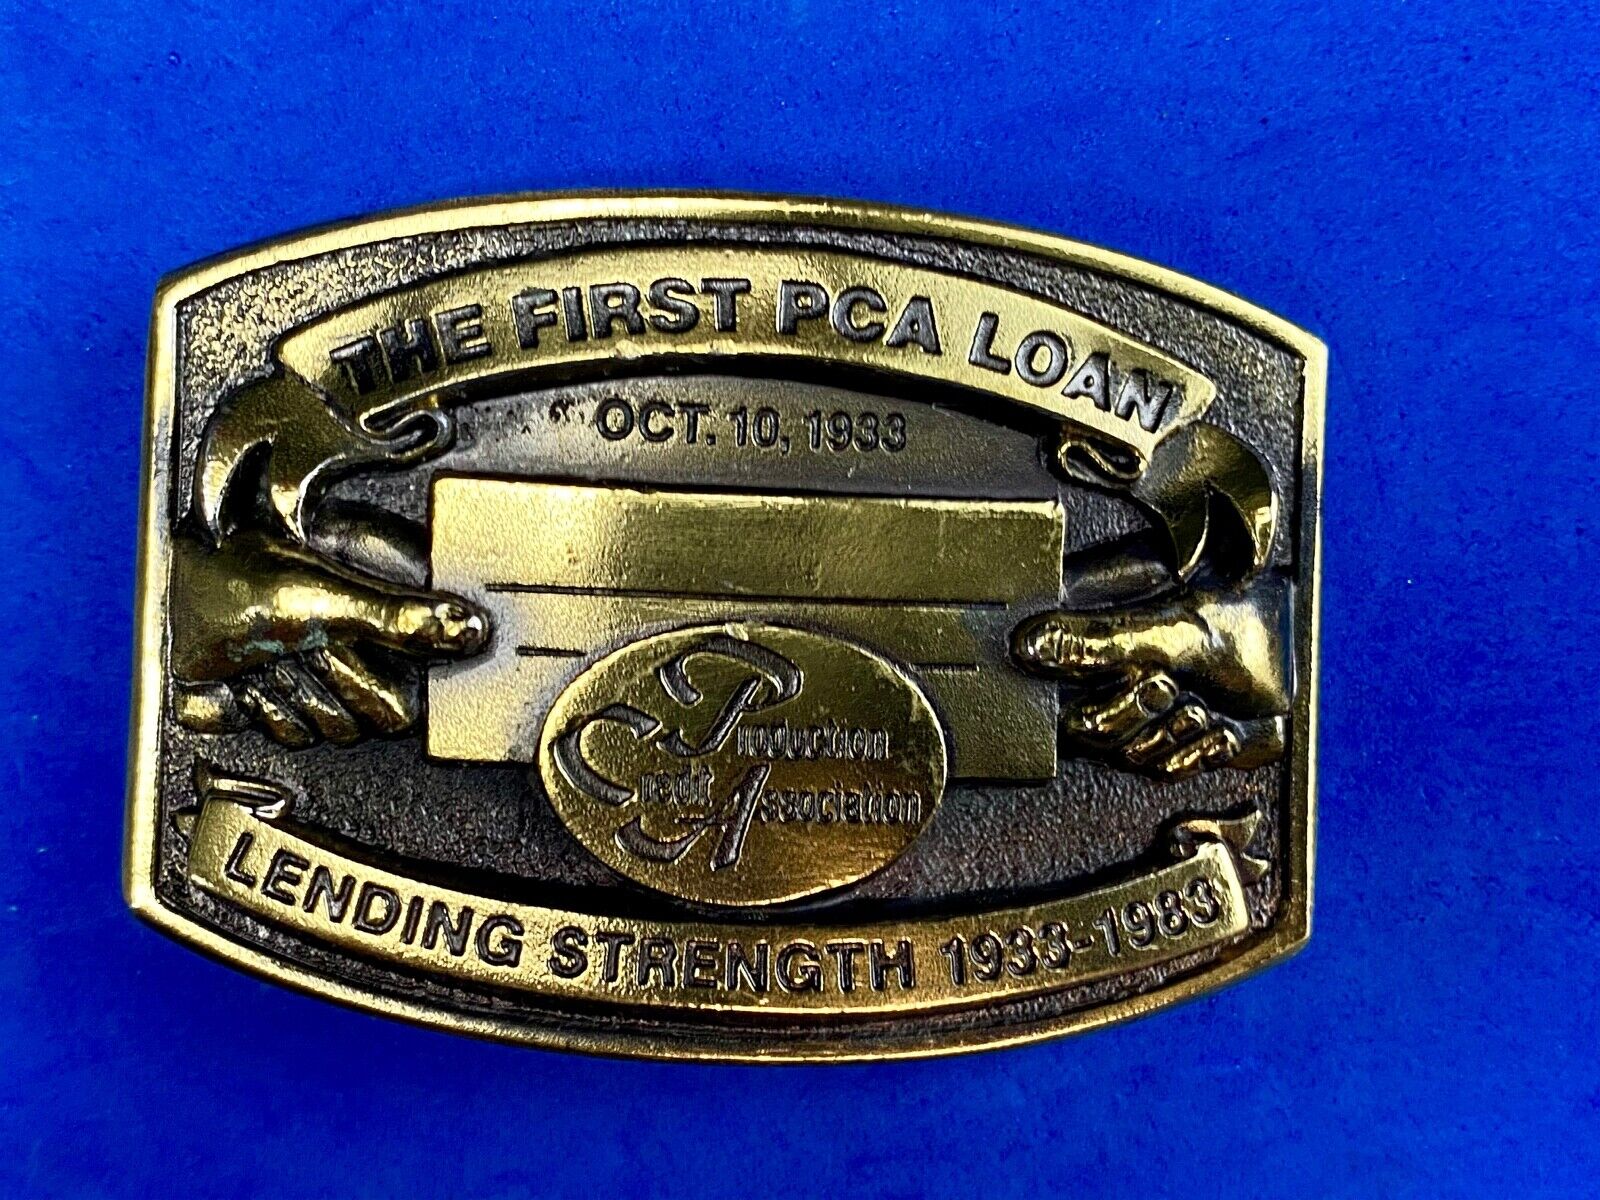 THE FIRST PCA LOAN
OCT. 10, 1933
Production
Credit
Association
LENDING STRENGTH 1933-1983